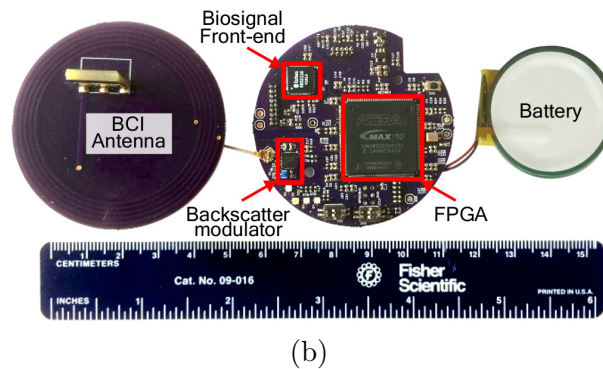 Biosignal
Front-end
BCI
Antenna
Battery
ALTERA
MAX 10
Backscatter
modulator
FPGA
1 2 3 4 5 6 7 8 9 10 11 12 13 14 15
CENTIMETERS
Cat. No. 09-016
Fisher
Scientific
INCHES 1 2 3 4 5 6
PRINTED IN U.S.A.
(b)